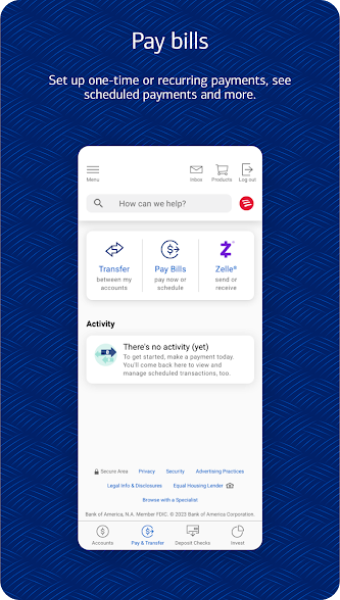 Pay bills
Set up one-time or recurring payments, see
scheduled payments and more.
Menu
Inbox
Products
Log out
How can we help?
Transfer
between my
accounts
Pay Bills
pay now or
schedule
Zelle®
send or
receive
Activity
There's no activity (yet)
To get started, make a payment today.
You'll come back here to view and
manage scheduled transactions, too.
Secure Area Privacy Security Advertising Practices
Legal Info & Disclosures Equal Housing Lender
Browse with a Specialist
Bank of America, N.A. Member FDIC. © 2023 Bank of America Corporation.
Accounts
Pay & Transfer
Deposit Checks
Invest